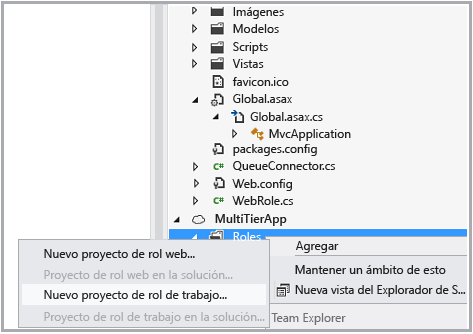 Imágenes
Modelos
Scripts
Vistas
favicon.ico
Global.asax
Global.asax.cs
MvcApplication
packages.config
QueueConnector.cs
Web.config
WebRole.cs
MultiTierApp
Roles
Agregar
Mantener un ámbito de esto
Nueva vista del Explorador de S...
Nuevo proyecto de rol web...
Proyecto de rol web en la solución...
Nuevo proyecto de rol de trabajo...
Proyecto de rol de trabajo en la solución...
Team Explorer